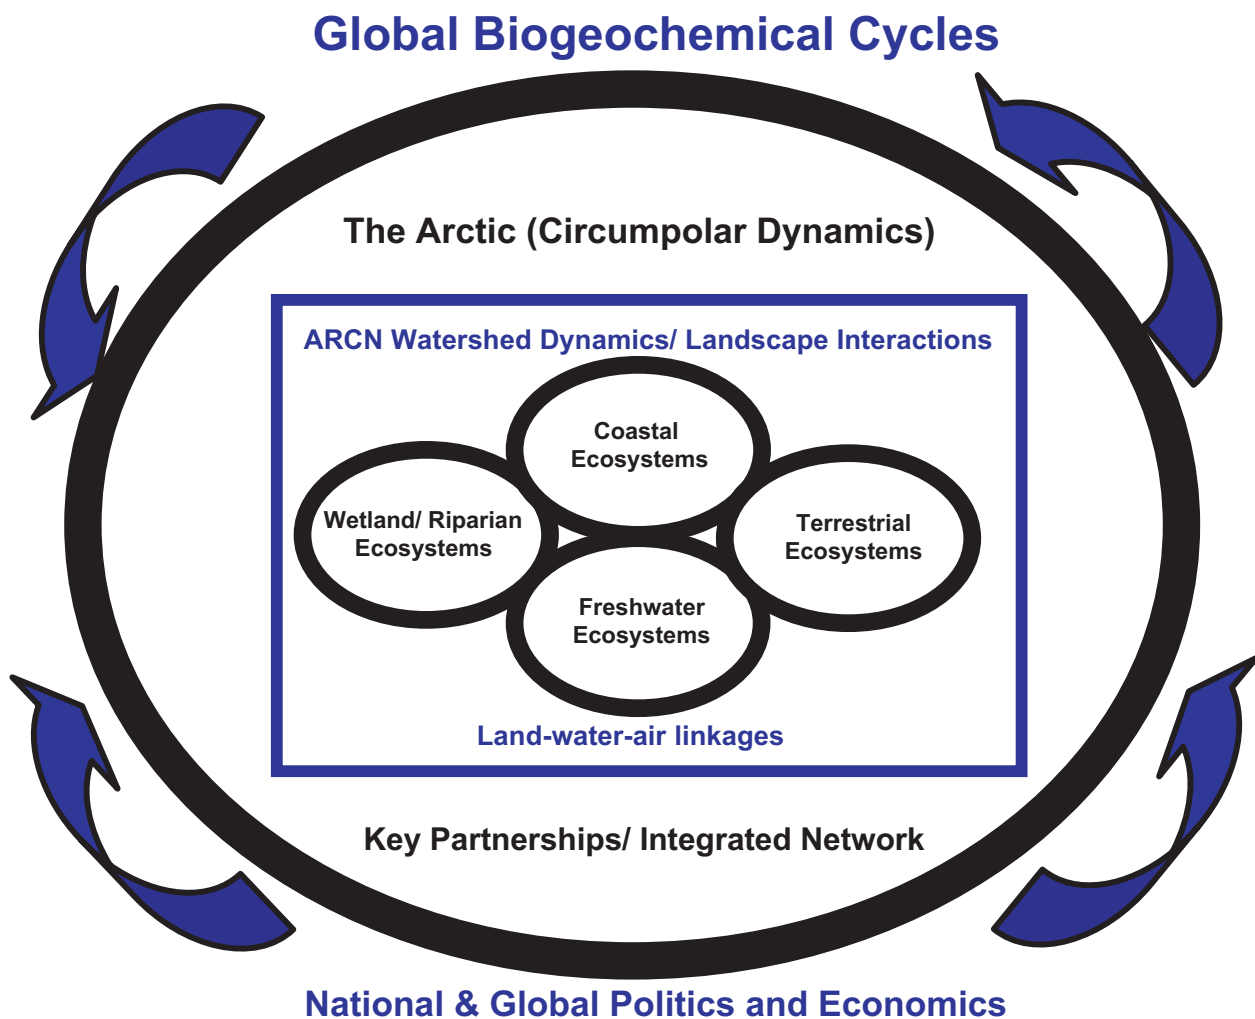 Global Biogeochemical Cycles
The Arctic (Circumpolar Dynamics)
ARCN Watershed Dynamics/ Landscape Interactions
Coastal
Ecosystems
Wetland/ Riparian
Ecosystems
Terrestrial
Ecosystems
Freshwater
Ecosystems
Land-water-air linkages
Key Partnerships/ Integrated Network
National & Global Politics and Economics